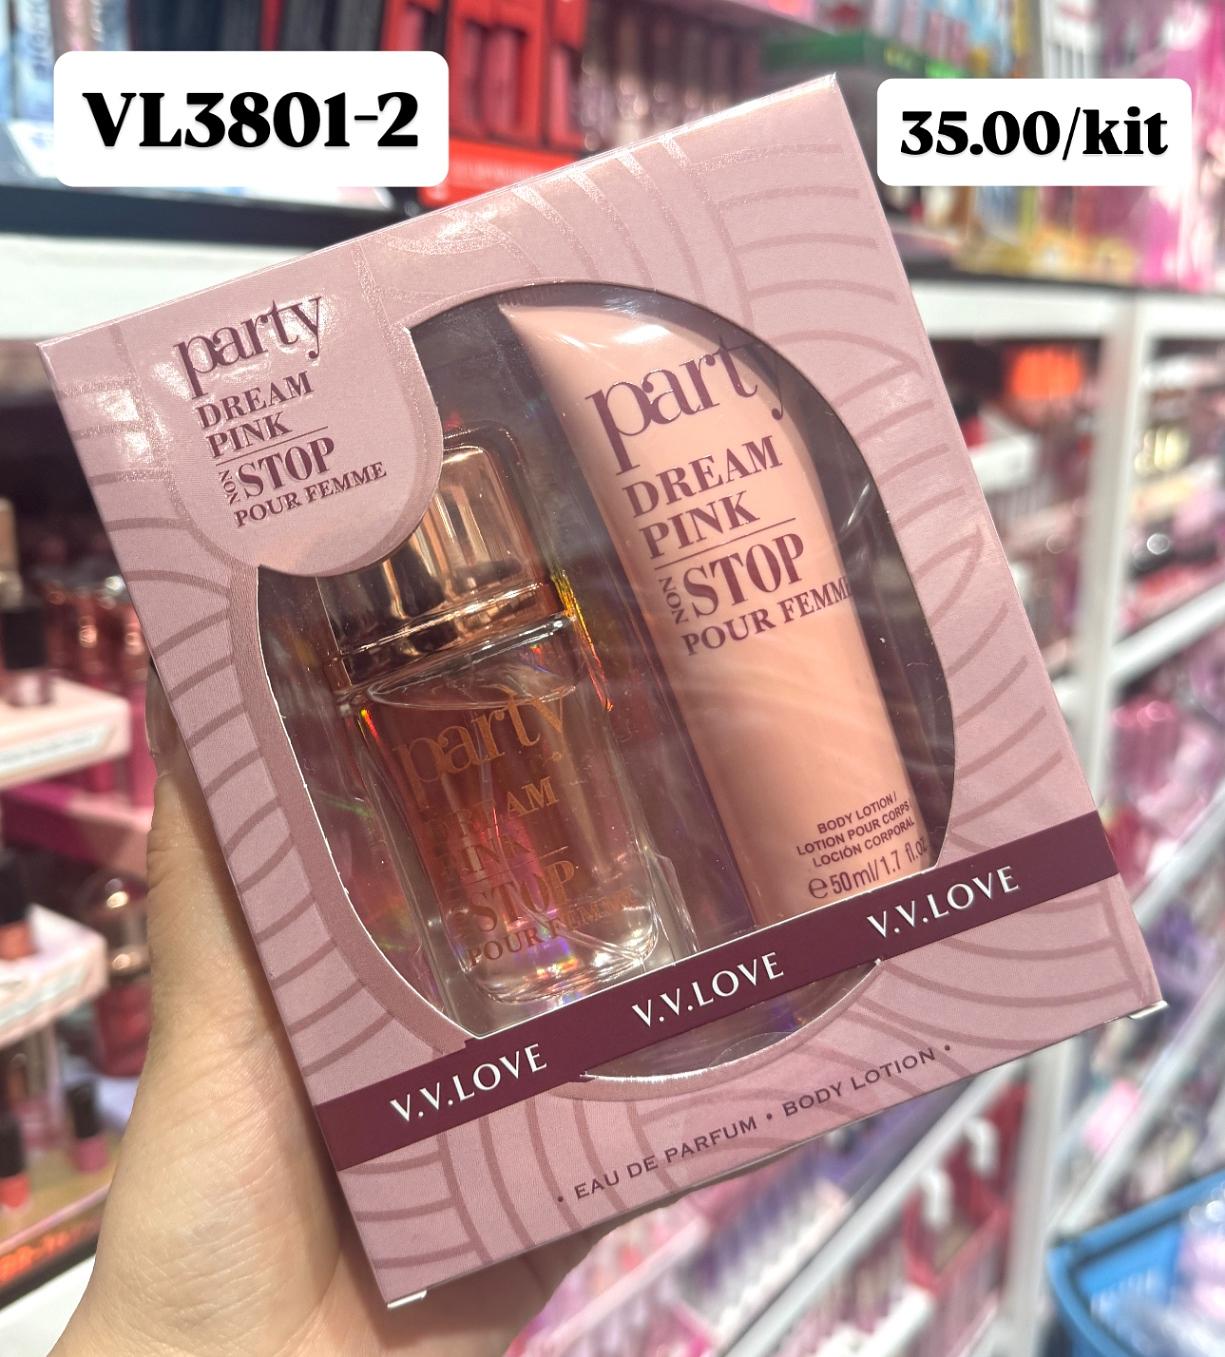 VL3801-2
35.00/kit
party
DREAM
PINK
NON STOP
POUR FEMME
party
DREAM
PINK
NON STOP
POUR FEMME
BODY LOTION/
LOTION POUR CORPS
LOCIÓN CORPORAL
℮50ml/1.7 fl.oz
party
DREAM
PINK
STOP
POUR FEMME
V.V.LOVE V.V.LOVE V.V.LOVE
• EAU DE PARFUM • BODY LOTION •